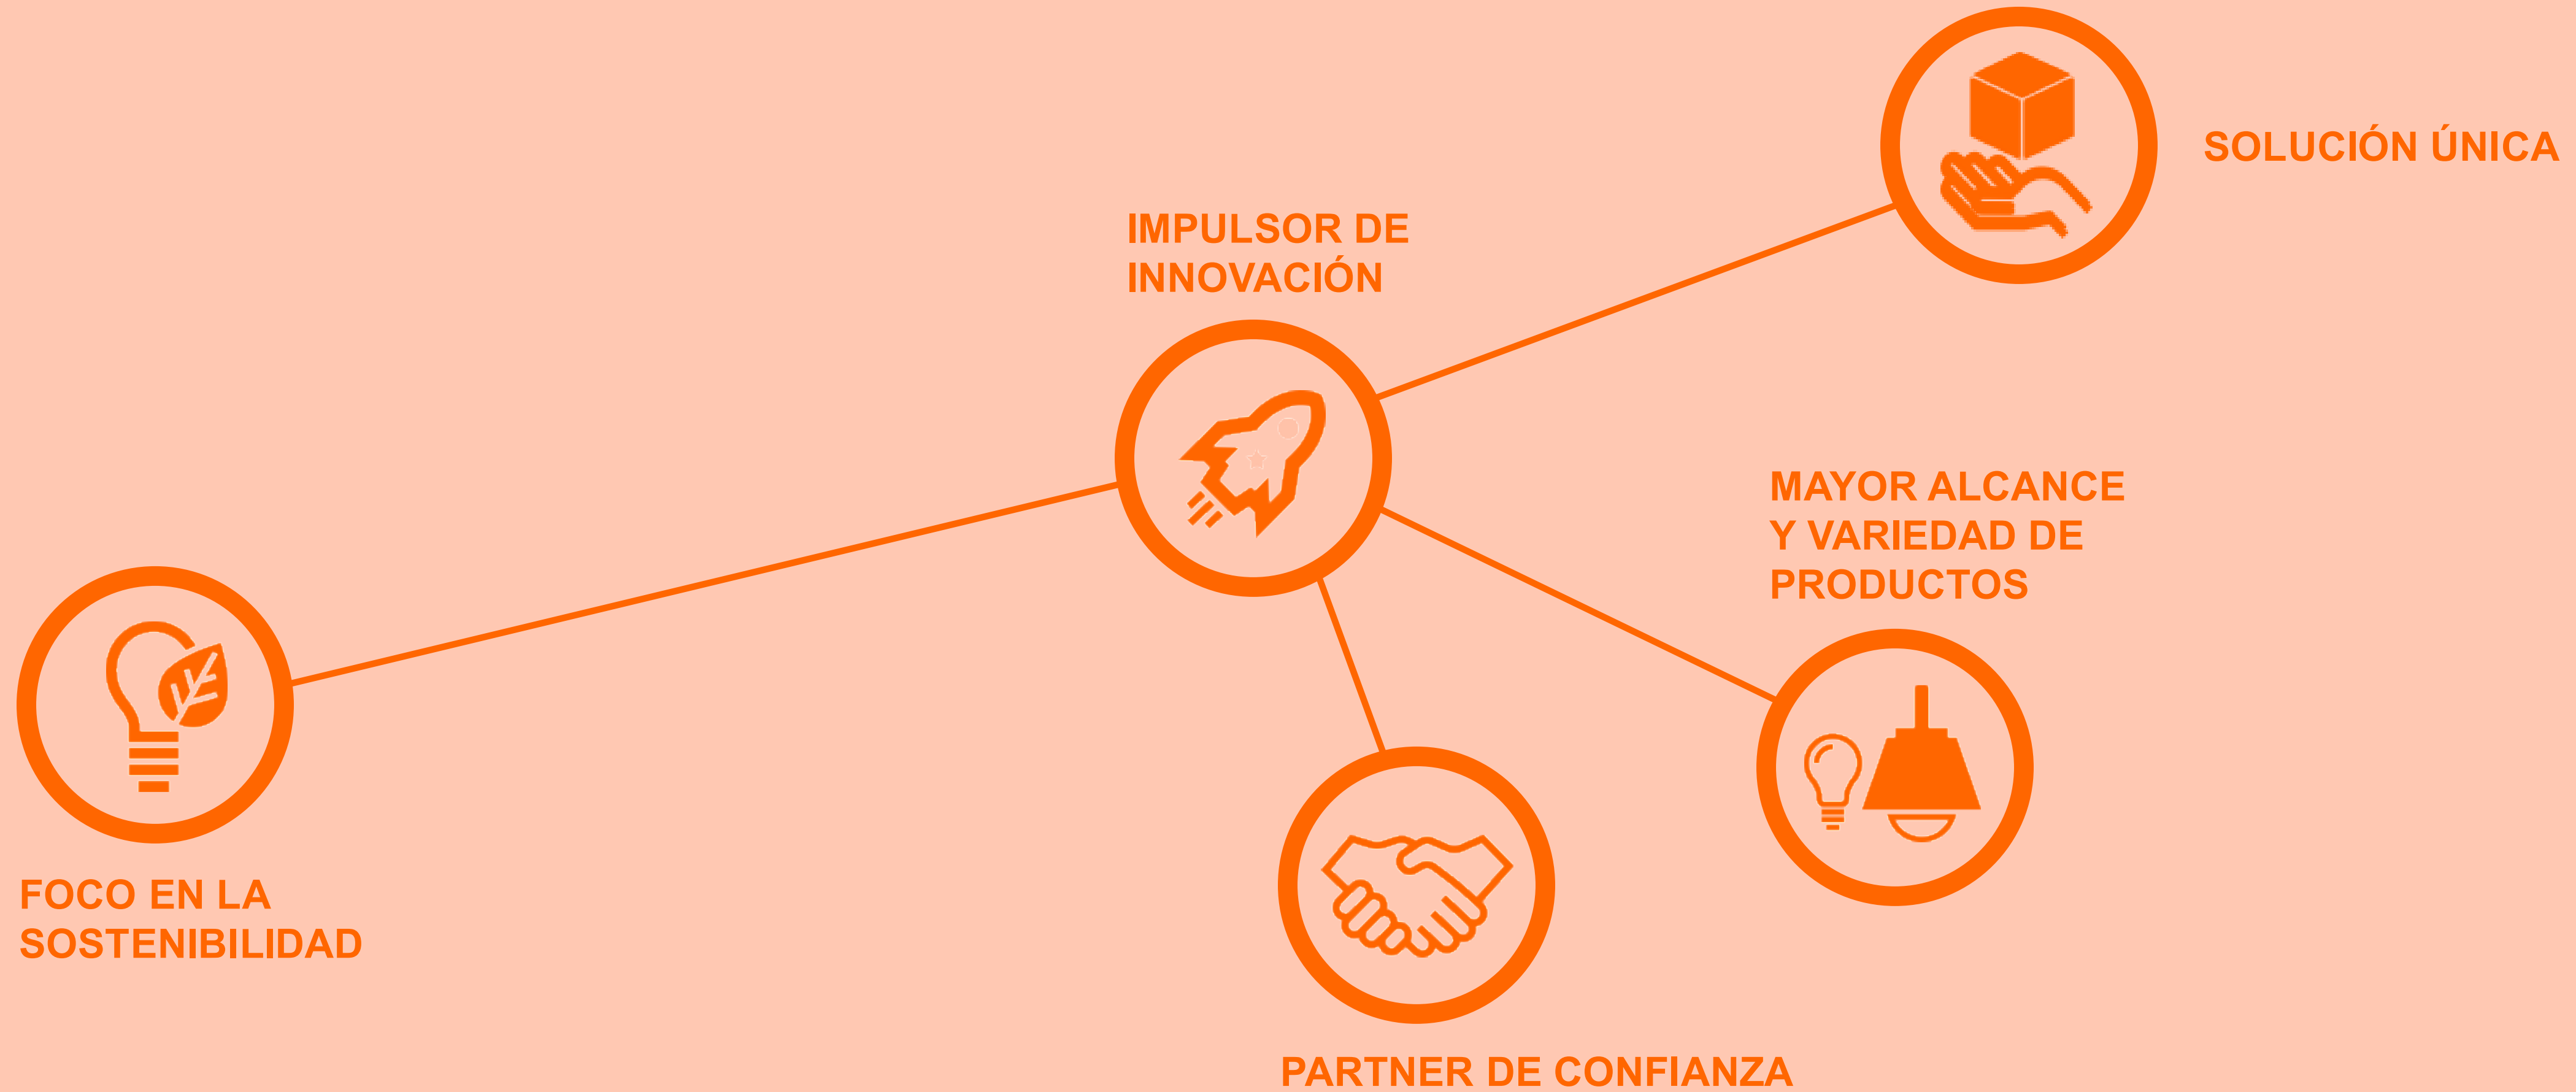 SOLUCIÓN ÚNICA
IMPULSOR DE
INNOVACIÓN
MAYOR ALCANCE
Y VARIEDAD DE
PRODUCTOS
FOCO EN LA
SOSTENIBILIDAD
PARTNER DE CONFIANZA